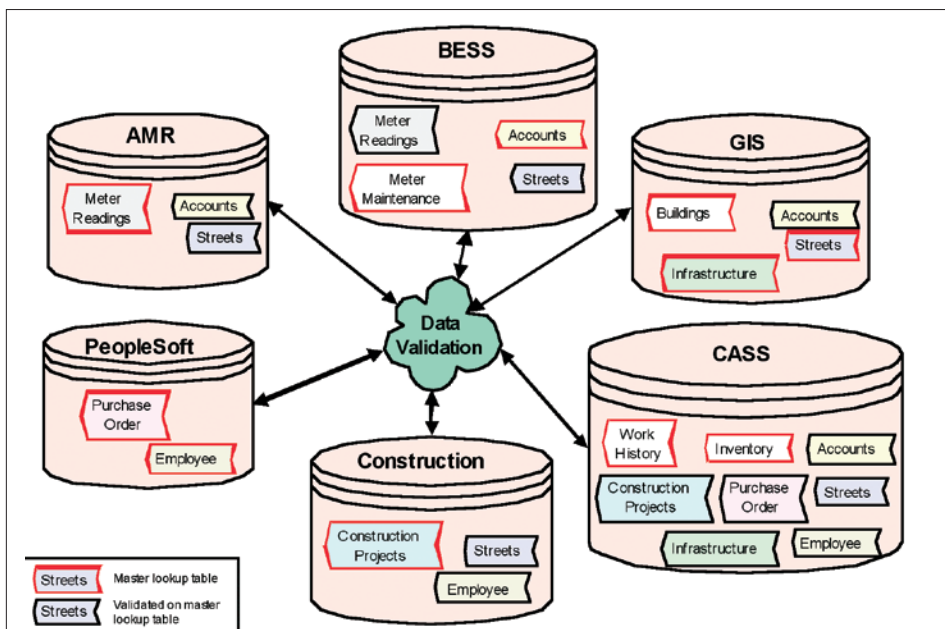 BESS
Meter
Readings
Accounts
Meter
Maintenance
Streets
AMR
Meter
Readings
Accounts
Streets
GIS
Buildings
Accounts
Streets
Infrastructure
Data
Validation
PeopleSoft
Purchase
Order
Employee
CASS
Work
History
Inventory
Accounts
Construction
Projects
Purchase
Order
Streets
Infrastructure
Employee
Construction
Construction
Projects
Streets
Employee
Streets Master lookup table
Streets Validated on master
lookup table